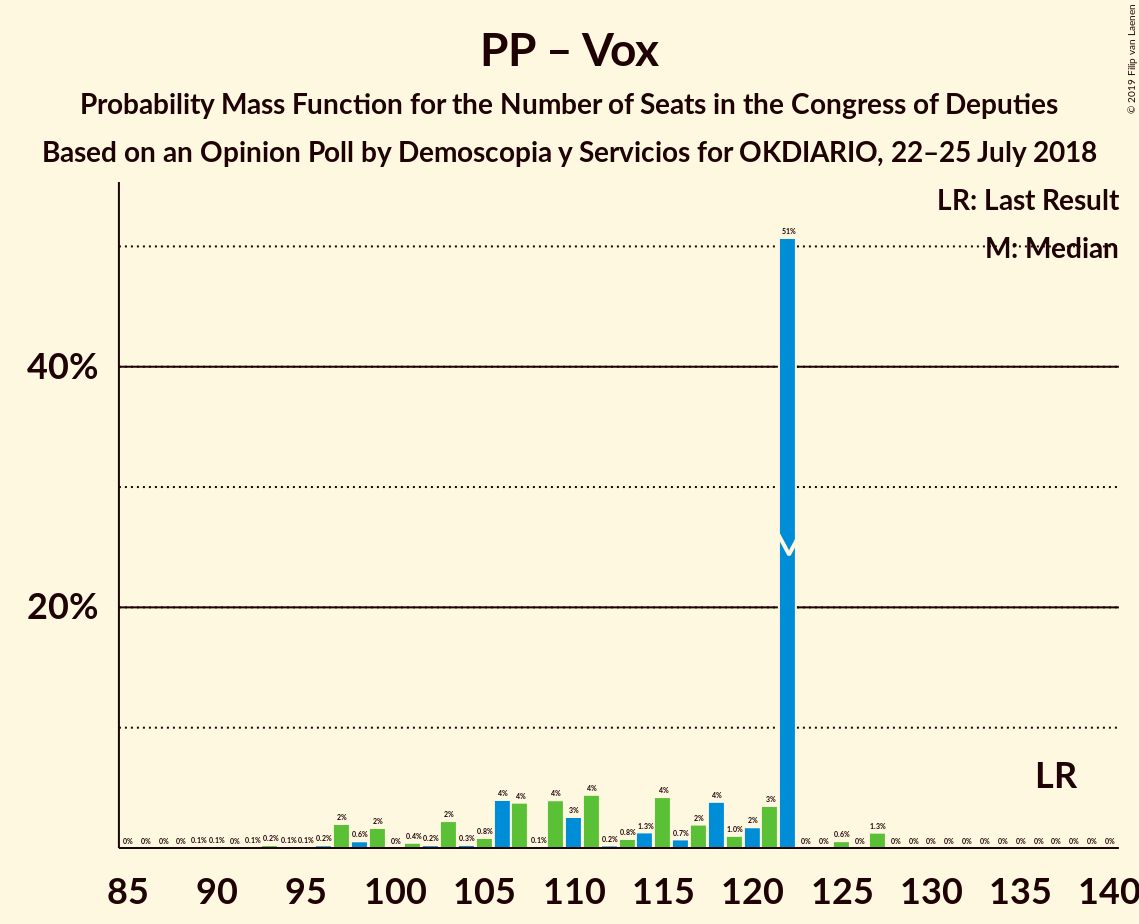 PP – Vox
Probability Mass Function for the Number of Seats in the Congress of Deputies
Based on an Opinion Poll by Demoscopia y Servicios for OKDIARIO, 22–25 July 2018
© 2019 Filip van Laenen
LR: Last Result
M: Median
40%
20%
0% 0% 0% 0% 0.1% 0.1% 0% 0.1% 0.2% 0.1% 0.1% 0.2% 2% 0.6% 2% 0% 0.4% 0.2% 2% 0.3% 0.8% 4% 4% 0.1% 4% 3% 4% 0.2% 0.8% 1.3% 4% 0.7% 2% 4% 1.0% 2% 3% 51% 0% 0% 0.6% 0% 1.3% 0% 0% 0% 0% 0% 0% 0% 0% 0% 0% 0% 0% 0%
M
LR
85 90 95 100 105 110 115 120 125 130 135 140